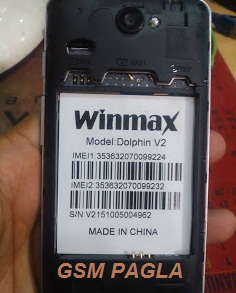 Winmax
Model:Dolphin V2
IMEI1:353632070099224
IMEI2:353632070099232
S/N:V2151005004962
MADE IN CHINA
GSM PAGLA